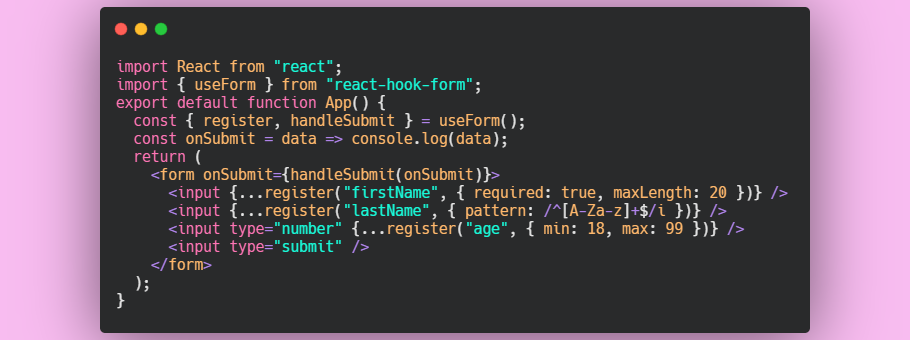 import React from "react";
import { useForm } from "react-hook-form";
export default function App() {
  const { register, handleSubmit } = useForm();
  const onSubmit = data => console.log(data);
  return (
    <form onSubmit={handleSubmit(onSubmit)}>
      <input {...register("firstName", { required: true, maxLength: 20 })} />
      <input {...register("lastName", { pattern: /^[A-Za-z]+$/i })} />
      <input type="number" {...register("age", { min: 18, max: 99 })} />
      <input type="submit" />
    </form>
  );
}